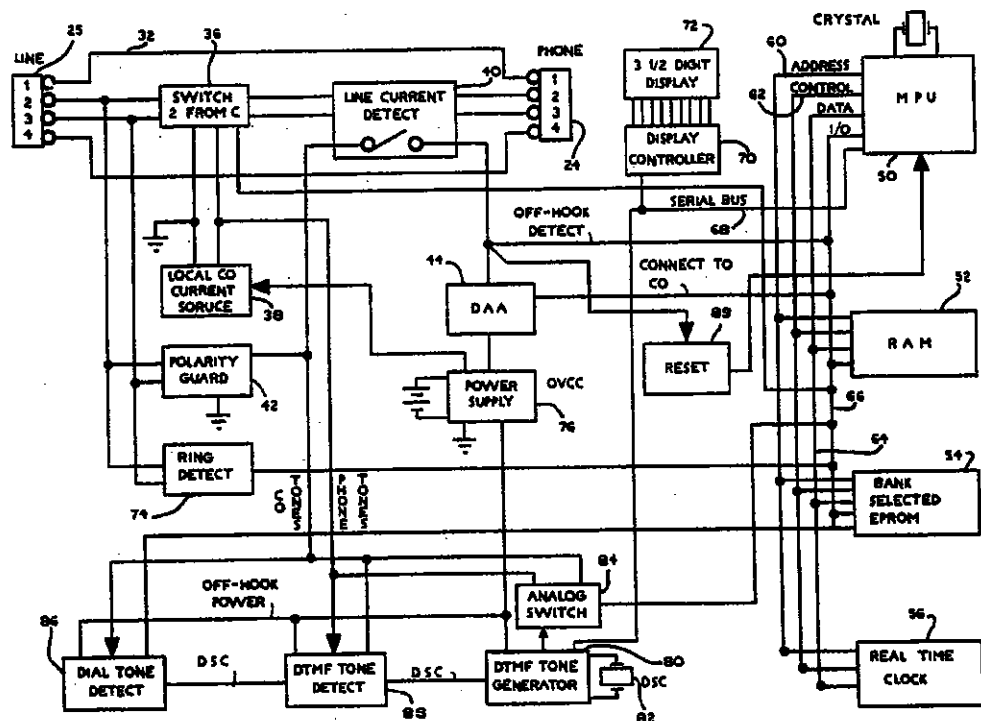 CRYSTAL
25
32
36
72
LINE
PHONE
60
ADDRESS
1
2
3
4
SWITCH
2 FROM C
40
LINE CURRENT
DETECT
1
2
3
4
24
3 1/2 DIGIT
DISPLAY
DISPLAY
CONTROLLER
70
62
CONTROL
DATA
I/O
MPU
50
SERIAL BUS
68
OFF-HOOK
DETECT
CONNECT TO
CO
44
DAA
LOCAL CO
CURRENT
SORUCE
38
89
RESET
52
RAM
POLARITY
GUARD
42
POWER
SUPPLY
OVCC
76
66
64
RING
DETECT
74
CO
TONES
PHONE
TONES
54
BANK
SELECTED
EPROM
OFF-HOOK
POWER
84
ANALOG
SWITCH
86
DIAL TONE
DETECT
DSC
DTMF TONE
DETECT
88
DSC
DTMF TONE
GENERATOR
80
DSC
82
56
REAL TIME
CLOCK